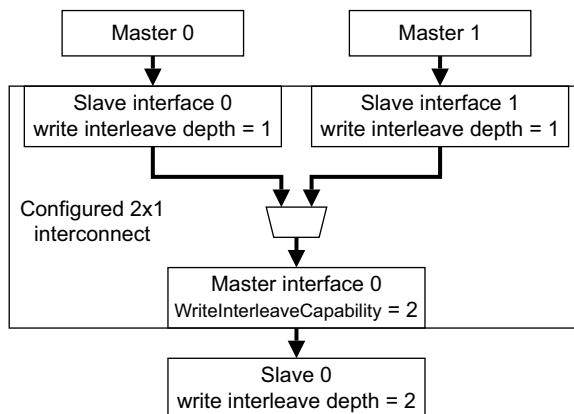 Master 0
Master 1
Slave interface 0
write interleave depth = 1
Slave interface 1
write interleave depth = 1
Configured 2x1
interconnect
Master interface 0
WriteInterleaveCapability = 2
Slave 0
write interleave depth = 2